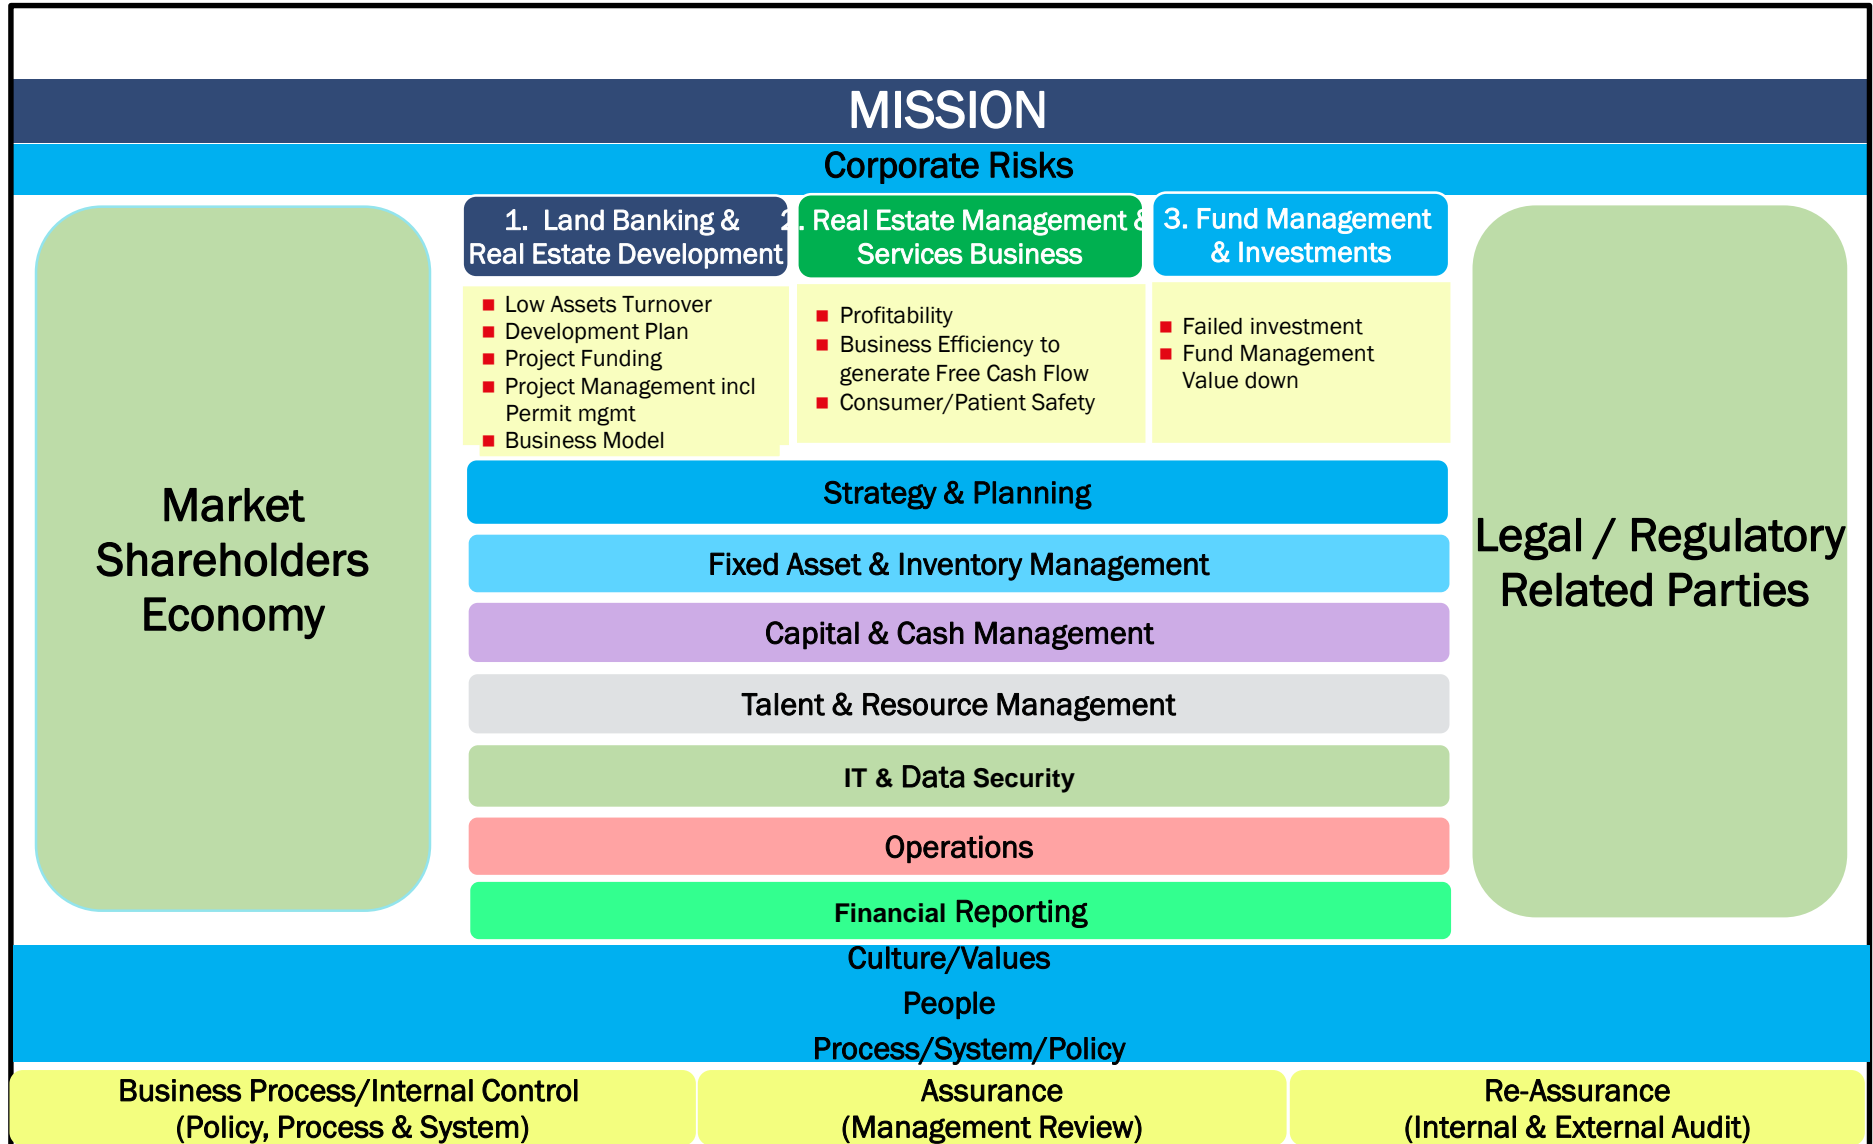 MISSION
Corporate Risks
Market
Shareholders
Economy
1. Land Banking &
Real Estate Development
■ Low Assets Turnover
■ Development Plan
■ Project Funding
■ Project Management incl
Permit mgmt
■ Business Model
2. Real Estate Management &
Services Business
■ Profitability
■ Business Efficiency to
generate Free Cash Flow
■ Consumer/Patient Safety
3. Fund Management
& Investments
■ Failed investment
■ Fund Management
Value down
Strategy & Planning
Fixed Asset & Inventory Management
Capital & Cash Management
Talent & Resource Management
IT & Data Security
Operations
Financial Reporting
Legal / Regulatory
Related Parties
Culture/Values
People
Process/System/Policy
Business Process/Internal Control
(Policy, Process & System)
Assurance
(Management Review)
Re-Assurance
(Internal & External Audit)